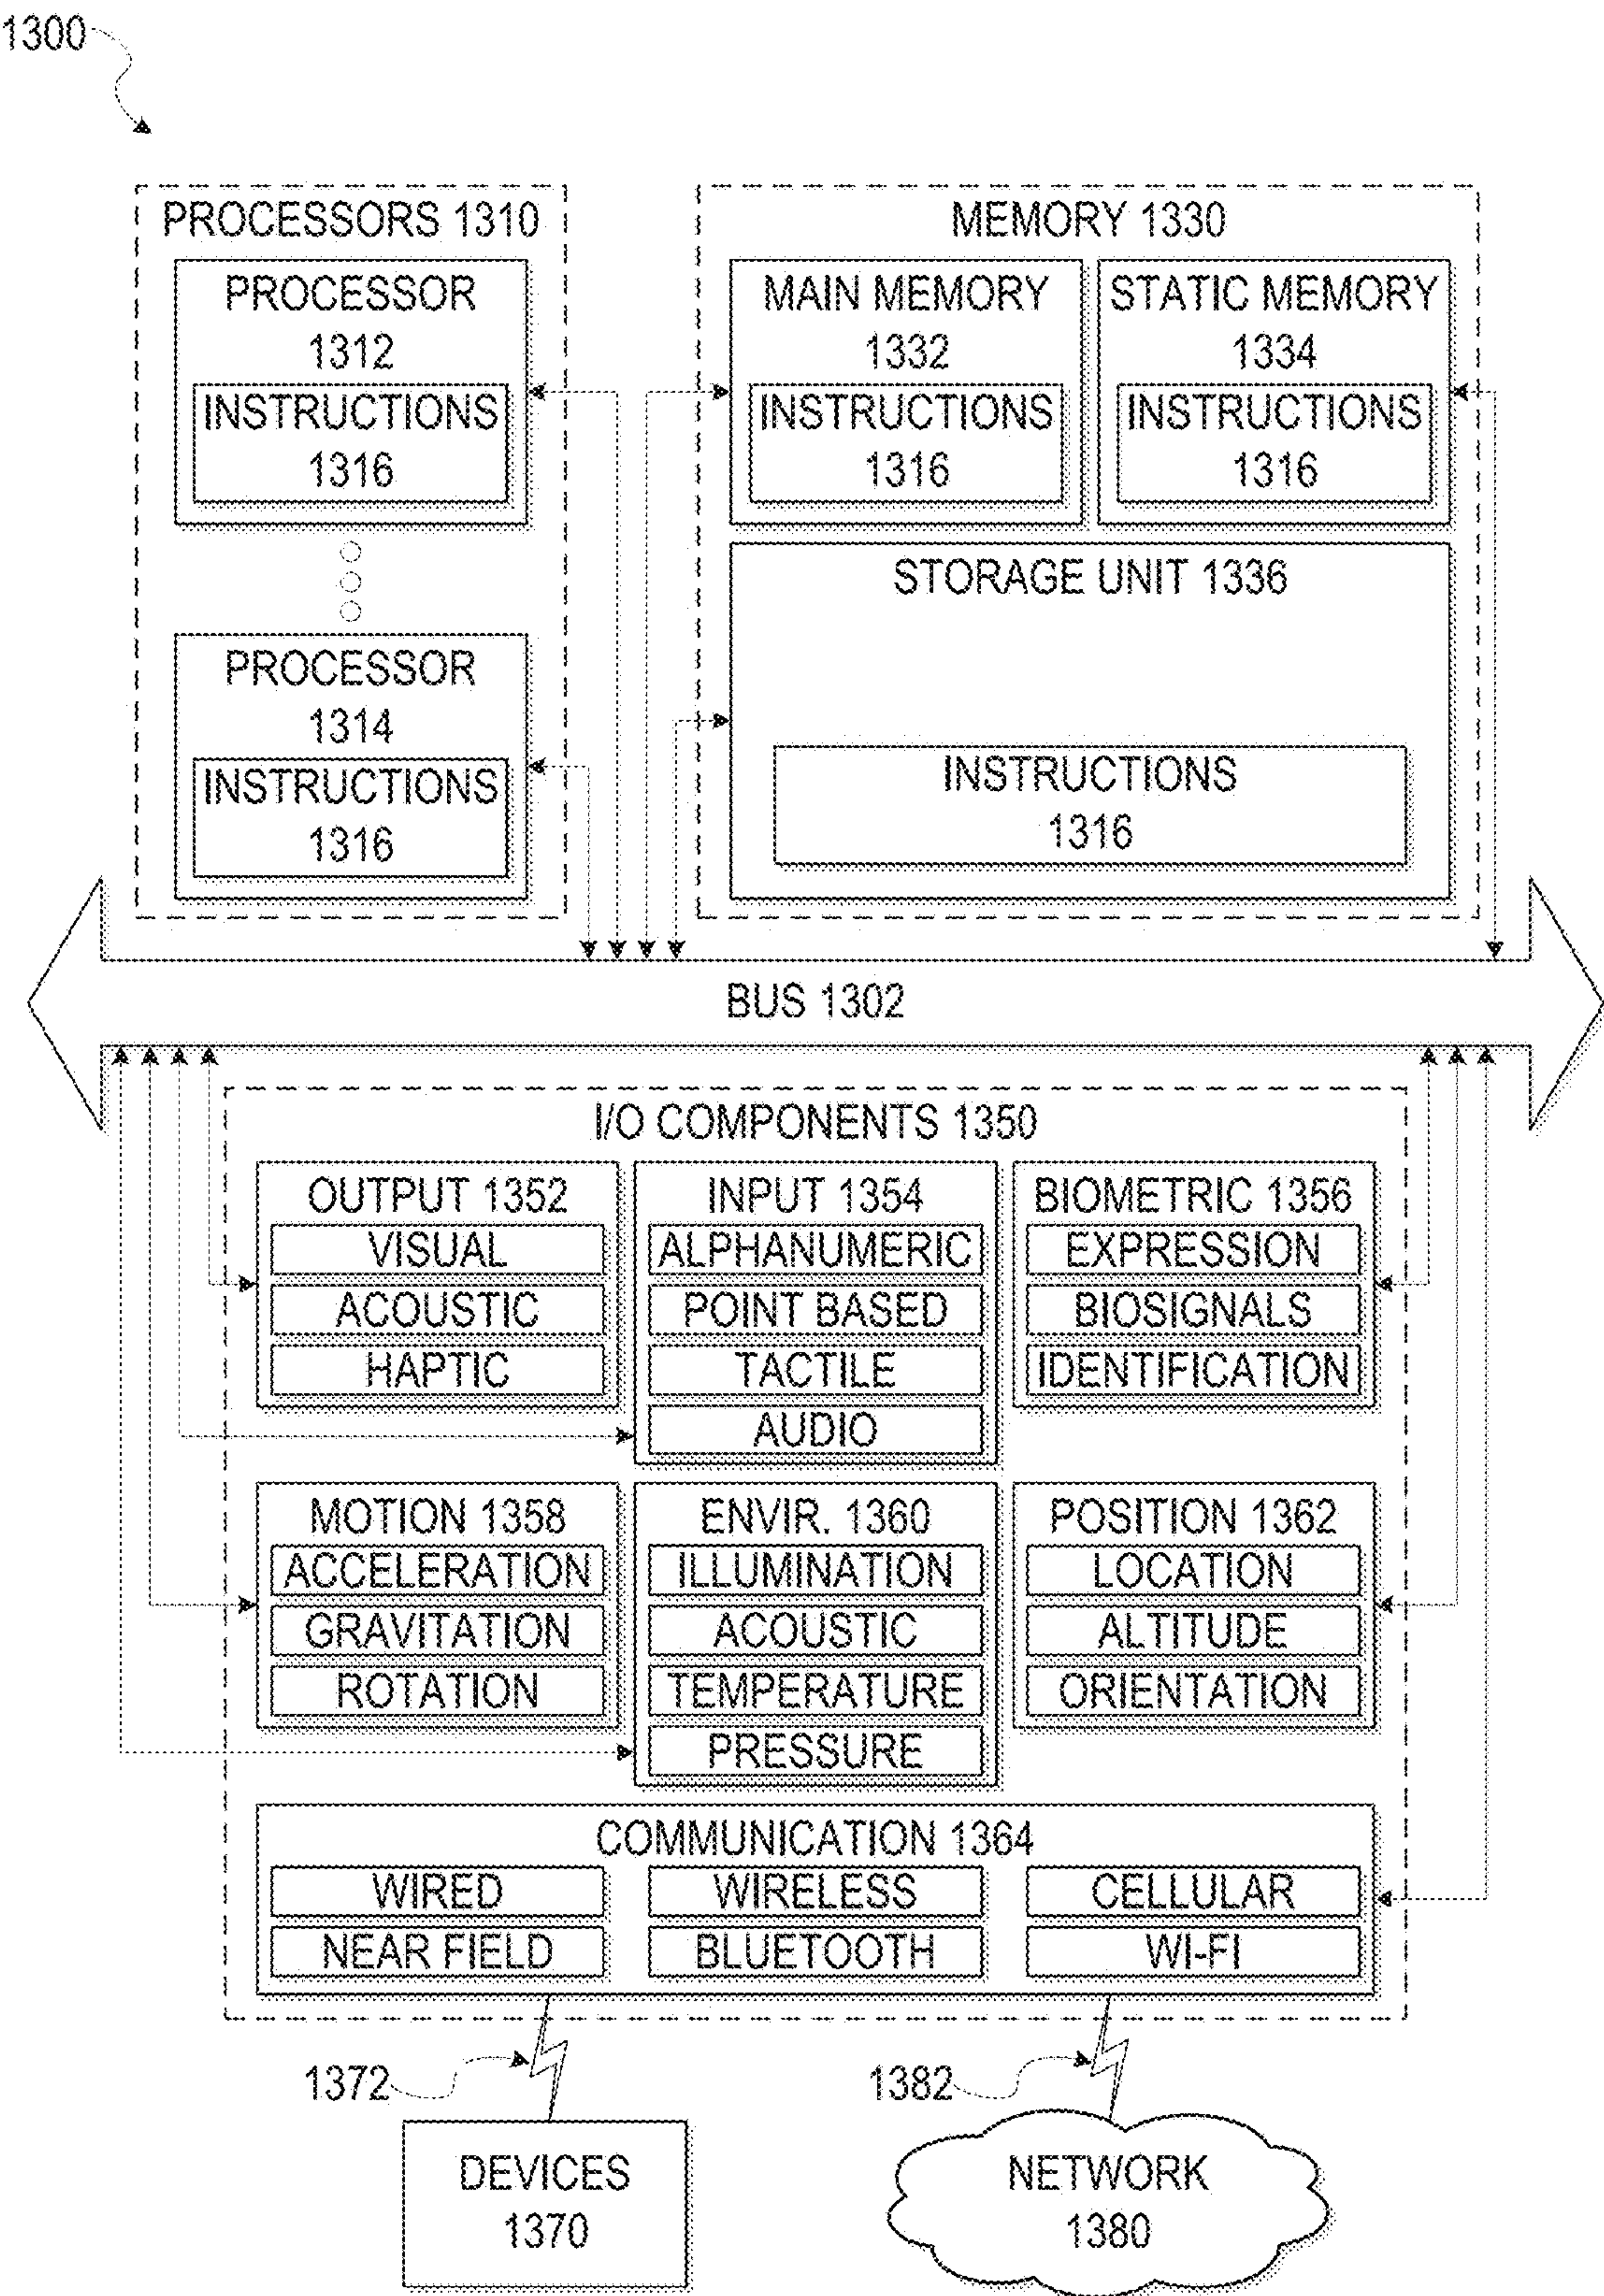 1300
PROCESSORS 1310
PROCESSOR
1312
INSTRUCTIONS
1316
PROCESSOR
1314
INSTRUCTIONS
1316
MEMORY 1330
MAIN MEMORY
1332
INSTRUCTIONS
1316
STATIC MEMORY
1334
INSTRUCTIONS
1316
STORAGE UNIT 1336
INSTRUCTIONS
1316
BUS 1302
I/O COMPONENTS 1350
OUTPUT 1352
VISUAL
ACOUSTIC
HAPTIC
INPUT 1354
ALPHANUMERIC
POINT BASED
TACTILE
AUDIO
BIOMETRIC 1356
EXPRESSION
BIOSIGNALS
IDENTIFICATION
MOTION 1358
ACCELERATION
GRAVITATION
ROTATION
ENVIR. 1360
ILLUMINATION
ACOUSTIC
TEMPERATURE
PRESSURE
POSITION 1362
LOCATION
ALTITUDE
ORIENTATION
COMMUNICATION 1364
WIRED
WIRELESS
CELLULAR
NEAR FIELD
BLUETOOTH
WI-FI
1372
1382
DEVICES
1370
NETWORK
1380